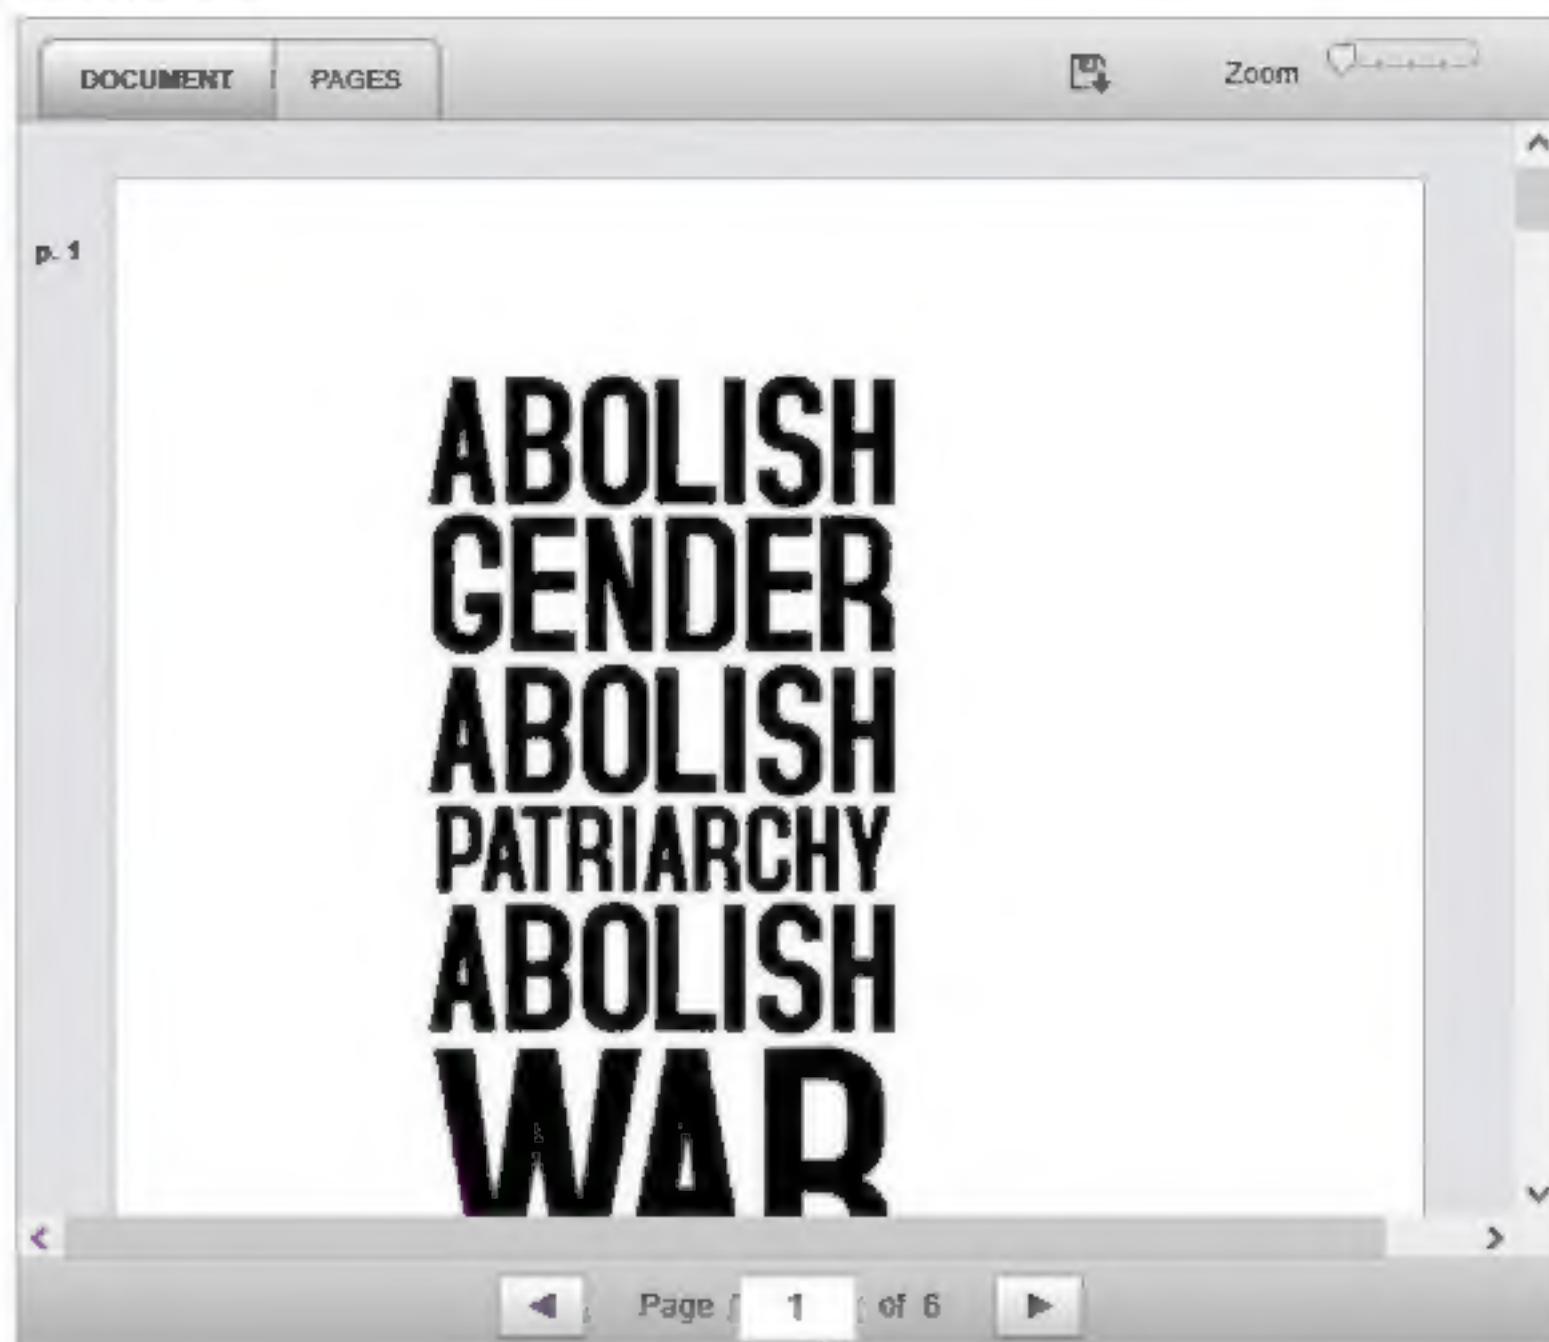 DOCUMENT PAGES Zoom
p. 1
ABOLISH
GENDER
ABOLISH
PATRIARCHY
ABOLISH
WAR
Page 1 of 6